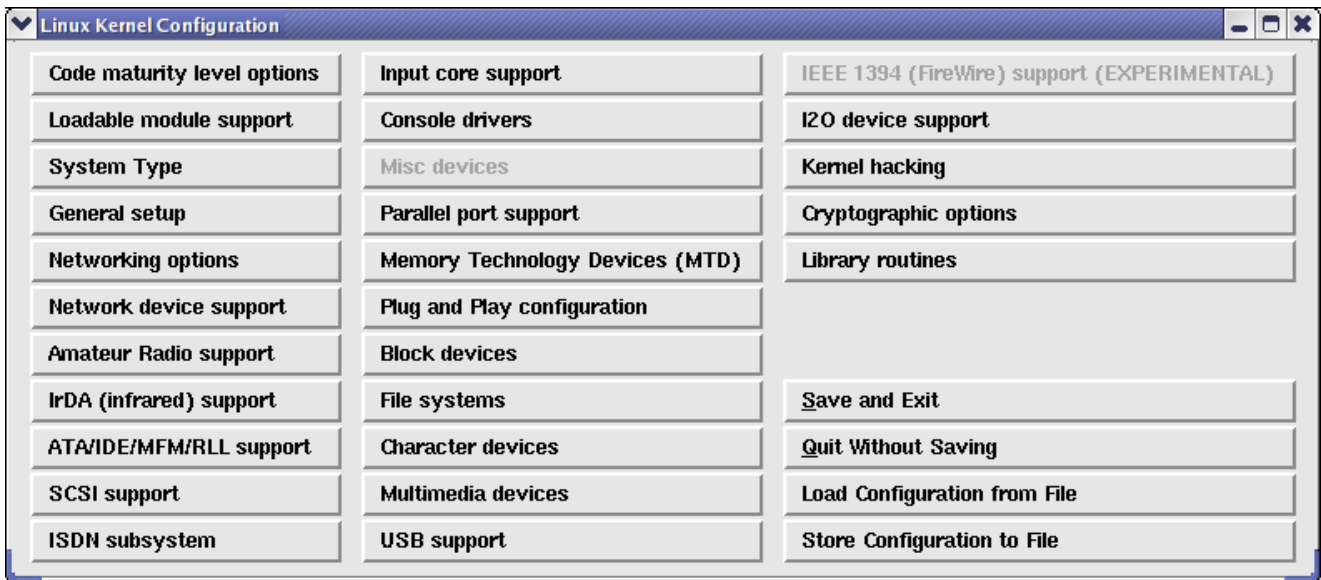 Linux Kernel Configuration
Code maturity level options
Loadable module support
System Type
General setup
Networking options
Network device support
Amateur Radio support
IrDA (infrared) support
ATA/IDE/MFM/RLL support
SCSI support
ISDN subsystem
Input core support
Console drivers
Misc devices
Parallel port support
Memory Technology Devices (MTD)
Plug and Play configuration
Block devices
File systems
Character devices
Multimedia devices
USB support
IEEE 1394 (FireWire) support (EXPERIMENTAL)
I2O device support
Kernel hacking
Cryptographic options
Library routines
Save and Exit
Quit Without Saving
Load Configuration from File
Store Configuration to File